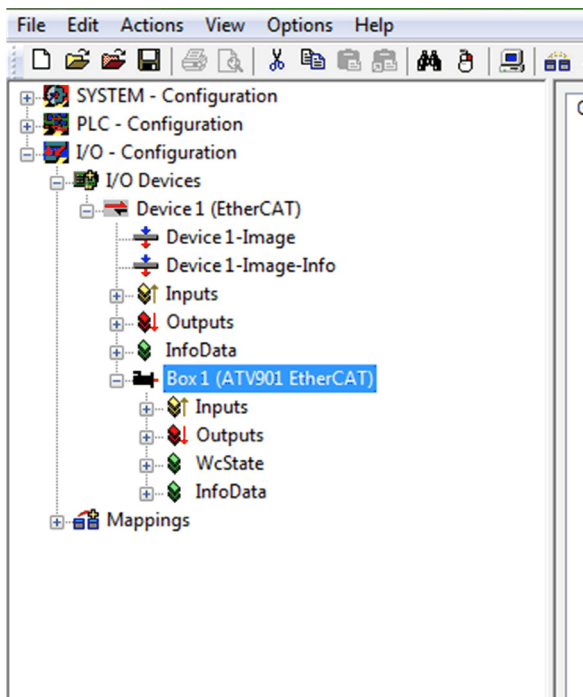 File Edit Actions View Options Help
SYSTEM - Configuration
PLC - Configuration
I/O - Configuration
I/O Devices
Device 1 (EtherCAT)
Device 1-Image
Device 1-Image-Info
Inputs
Outputs
InfoData
Box 1 (ATV901 EtherCAT)
Inputs
Outputs
WcState
InfoData
Mappings